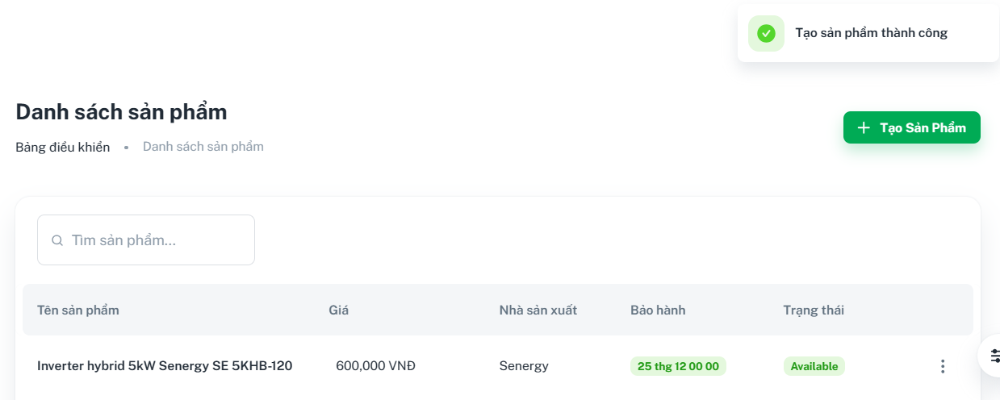 Tạo sản phẩm thành công
Danh sách sản phẩm
Tạo Sản Phẩm
Bảng điều khiển • Danh sách sản phẩm
Tìm sản phẩm...
Tên sản phẩm Giá Nhà sản xuất Bảo hành Trạng thái
Inverter hybrid 5kW Senergy SE 5KHB-120 600,000 VNĐ Senergy 25 thg 12 00 00 Available